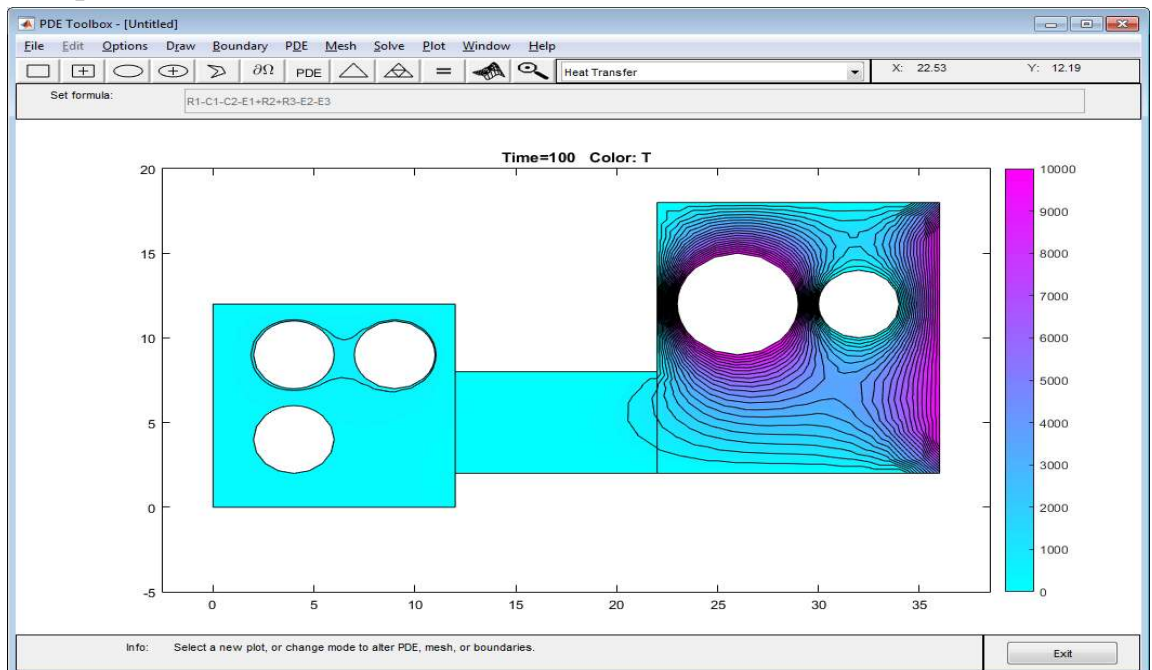 PDE Toolbox - [Untitled]
File Edit Options Draw Boundary PDE Mesh Solve Plot Window Help
∂Ω PDE = Heat Transfer X: 22.53 Y: 12.19
Set formula: R1-C1-C2-E1+R2+R3-E2-E3
Time=100 Color: T
20
15
10
5
0
-5
0 5 10 15 20 25 30 35
10000
9000
8000
7000
6000
5000
4000
3000
2000
1000
0
Info: Select a new plot, or change mode to alter PDE, mesh, or boundaries.
Exit